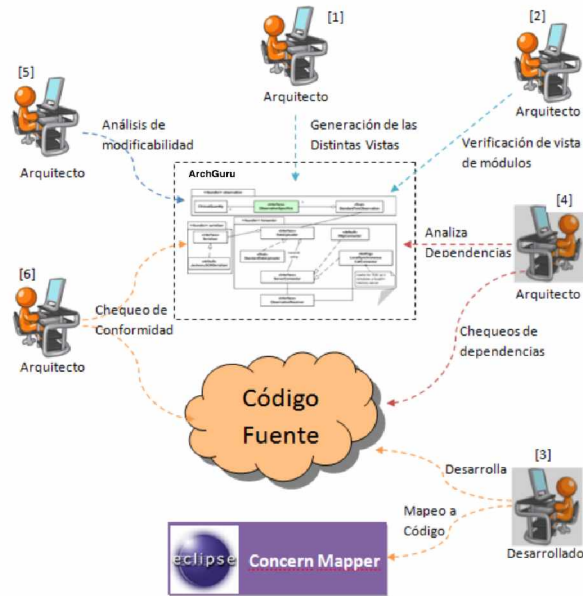 [1]
Arquitecto
[2]
Arquitecto
[5]
Arquitecto
Análisis de
modificabilidad
Generación de las
Distintas Vistas
Verificación de vista
de módulos
ArchGuru
[4]
Arquitecto
Analiza
Dependencias
[6]
Arquitecto
Chequeo de
Conformidad
Chequeos de
dependencias
Código
Fuente
[3]
Desarrollado
Desarrolla
Mapeo a
Código
eclipse
Concern Mapper